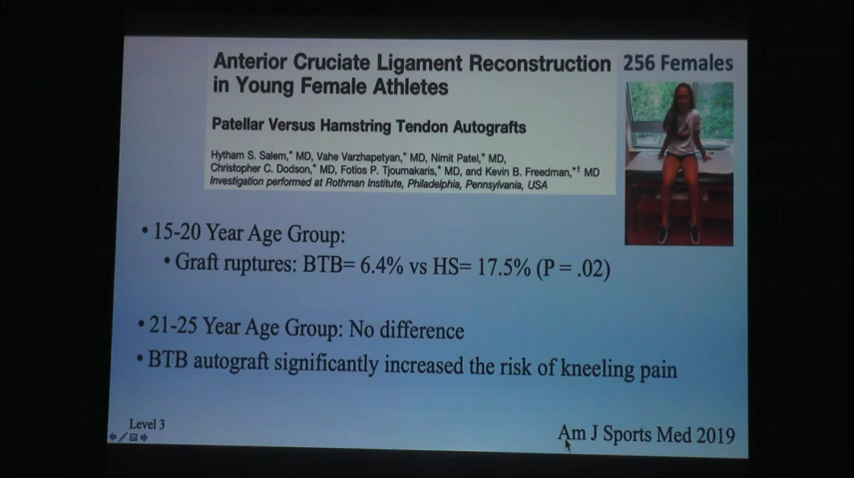 Anterior Cruciate Ligament Reconstruction
in Young Female Athletes
256 Females
Patellar Versus Hamstring Tendon Autografts
Hytham S. Salem,* MD, Vahe Varzhapetyan,* MD, Nimit Patel,* MD,
Christopher C. Dodson,* MD, Fotios P. Tjoumakaris,* MD, and Kevin B. Freedman,*† MD
Investigation performed at Rothman Institute, Philadelphia, Pennsylvania, USA
• 15-20 Year Age Group:
• Graft ruptures: BTB= 6.4% vs HS= 17.5% (P = .02)
• 21-25 Year Age Group: No difference
• BTB autograft significantly increased the risk of kneeling pain
Level 3
Am J Sports Med 2019